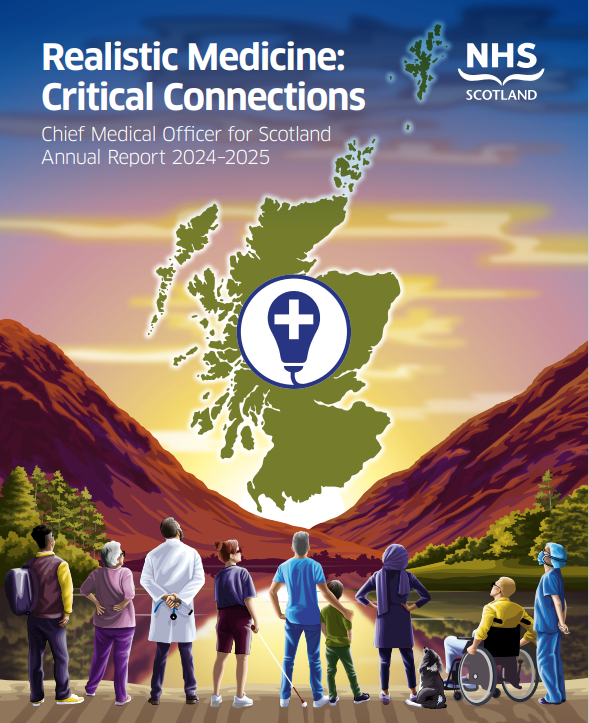 Realistic Medicine:
Critical Connections
Chief Medical Officer for Scotland
Annual Report 2024-2025
NHS
SCOTLAND